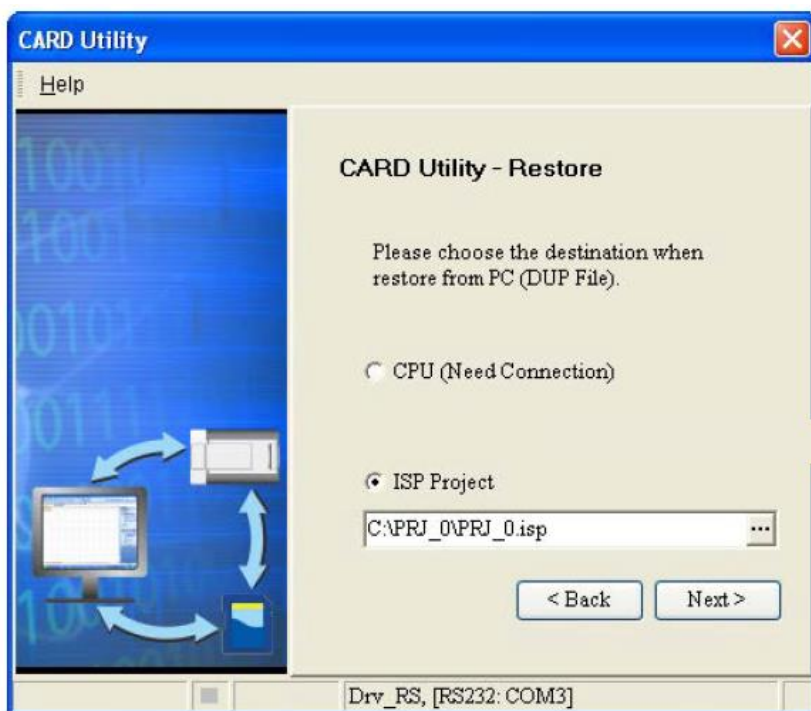 CARD Utility
Help
CARD Utility - Restore
Please choose the destination when
restore from PC (DUP File).
CPU (Need Connection)
ISP Project
C:\PRJ_0\PRJ_0.isp
...
< Back
Next >
Drv_RS, [RS232: COM3]